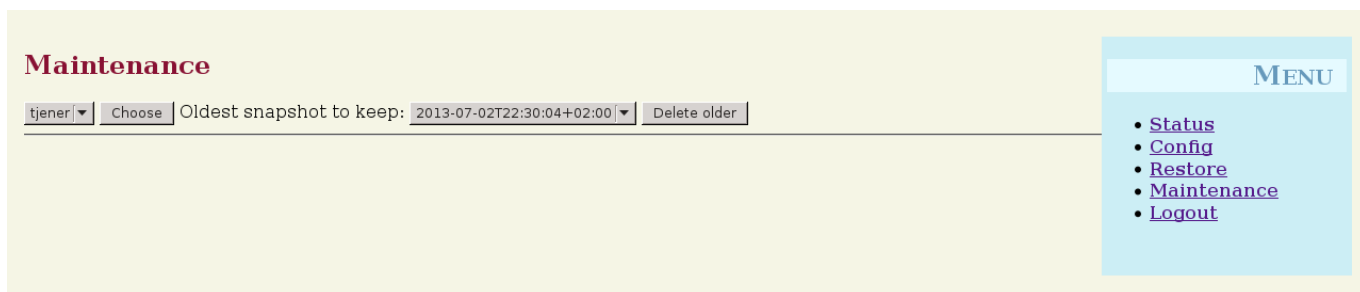 Maintenance
tjener Choose Oldest snapshot to keep: 2013-07-02T22:30:04+02:00 Delete older
MENU
Status
Config
Restore
Maintenance
Logout